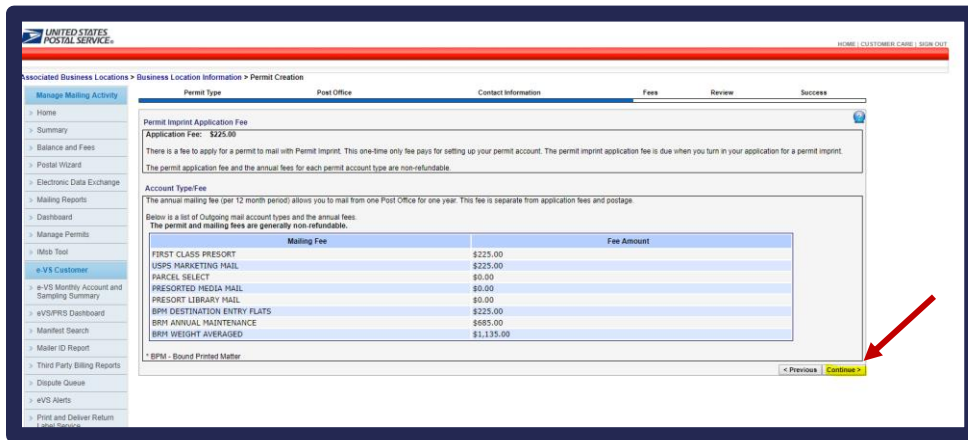 UNITED STATES
POSTAL SERVICE®
HOME | CUSTOMER CARE | SIGN OUT
Associated Business Locations > Business Location Information > Permit Creation
Manage Mailing Activity
> Home
> Summary
> Balance and Fees
> Postal Wizard
> Electronic Data Exchange
> Mailing Reports
> Dashboard
> Manage Permits
> IMsb Tool
e-VS Customer
> e-VS Monthly Account and
Sampling Summary
> eVS/PRS Dashboard
> Manifest Search
> Mailer ID Report
> Third Party Billing Reports
> Dispute Queue
> eVS Alerts
> Print and Deliver Return
Label Service
Permit Type Post Office Contact Information Fees Review Success
Permit Imprint Application Fee
Application Fee: $225.00
There is a fee to apply for a permit to mail with Permit Imprint. This one-time only fee pays for setting up your permit account. The permit imprint application fee is due when you turn in your application for a permit imprint.
The permit application fee and the annual fees for each permit account type are non-refundable.
Account Type/Fee
The annual mailing fee (per 12 month period) allows you to mail from one Post Office for one year. This fee is separate from application fees and postage.
Below is a list of Outgoing mail account types and the annual fees.
The permit and mailing fees are generally non-refundable.
Mailing Fee Fee Amount
FIRST CLASS PRESORT $225.00
USPS MARKETING MAIL $225.00
PARCEL SELECT $0.00
PRESORTED MEDIA MAIL $0.00
PRESORT LIBRARY MAIL $0.00
BPM DESTINATION ENTRY FLATS $225.00
BRM ANNUAL MAINTENANCE $685.00
BRM WEIGHT AVERAGED $1,135.00
* BPM - Bound Printed Matter
< Previous Continue >